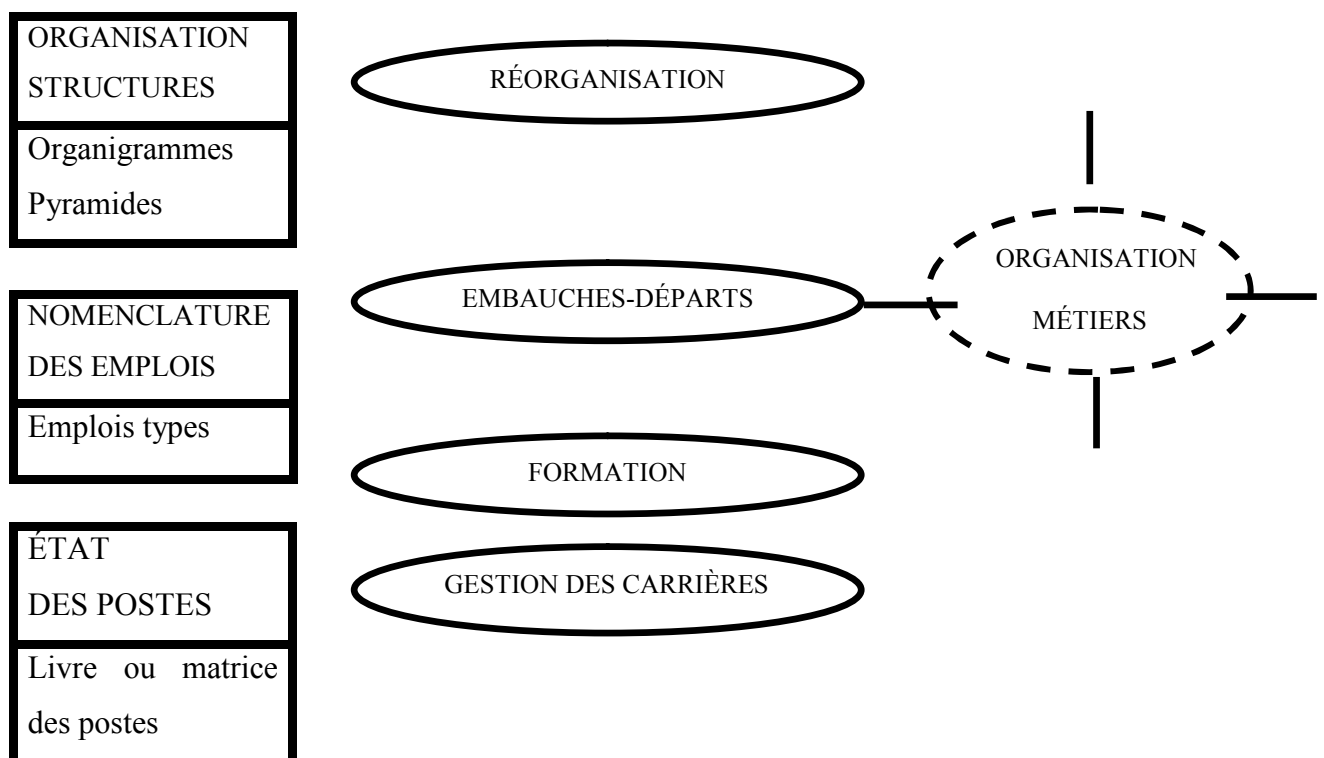 ORGANISATION
STRUCTURES
Organigrammes
Pyramides
NOMENCLATURE
DES EMPLOIS
Emplois types
ÉTAT
DES POSTES
Livre ou matrice
des postes
RÉORGANISATION
EMBAUCHES-DÉPARTS
FORMATION
GESTION DES CARRIÈRES
ORGANISATION
MÉTIERS